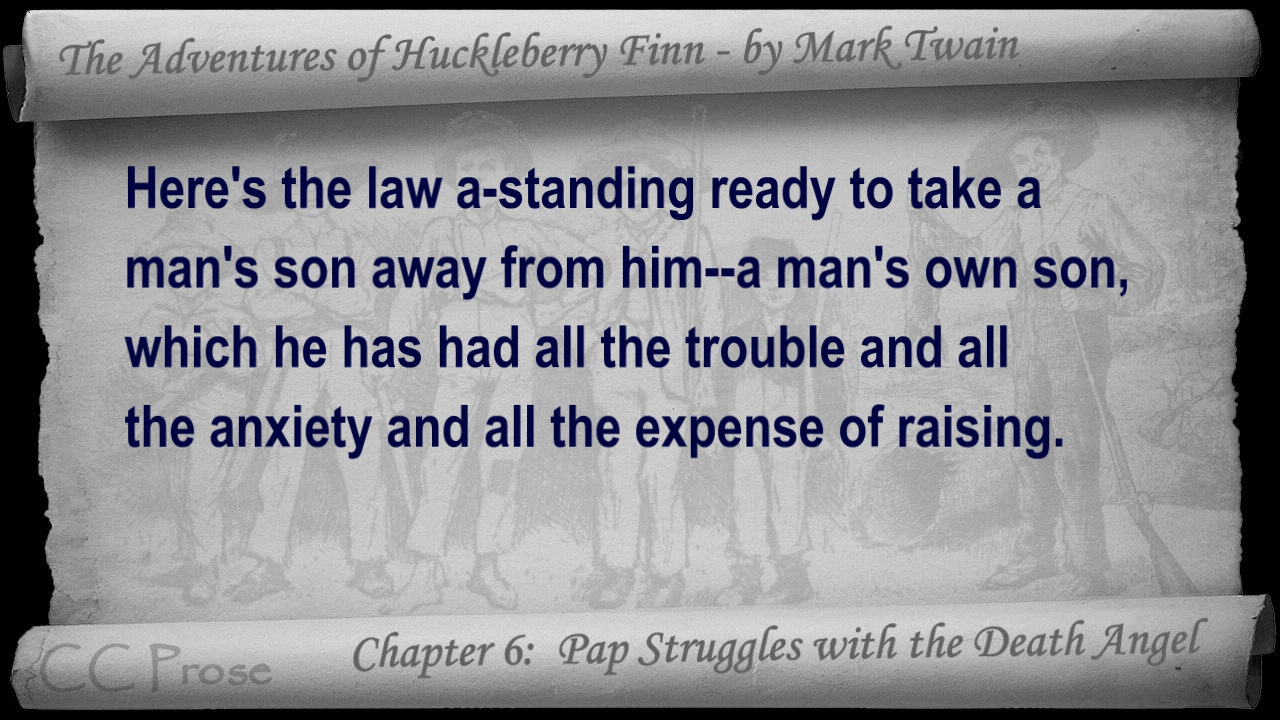 The Adventures of Huckleberry Finn - by Mark Twain
Here's the law a-standing ready to take a
man's son away from him--a man's own son,
which he has had all the trouble and all
the anxiety and all the expense of raising.
Chapter 6: Pap Struggles with the Death Angel
CC Prose